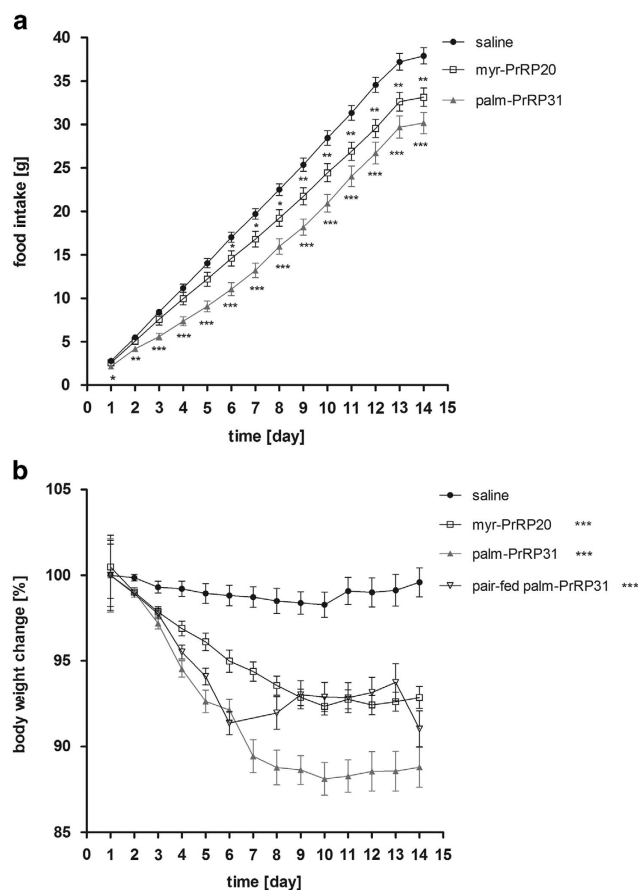 a
food intake [g]
40
35
30
25
20
15
10
5
0
0 1 2 3 4 5 6 7 8 9 10 11 12 13 14 15
time [day]
saline
myr-PrRP20
palm-PrRP31
* * * ** ** ** ** ** **
* ** *** *** *** *** *** *** *** *** *** *** *** ***
b
body weight change [%]
105
100
95
90
85
0 1 2 3 4 5 6 7 8 9 10 11 12 13 14 15
time [day]
saline
myr-PrRP20 ***
palm-PrRP31 ***
pair-fed palm-PrRP31 ***